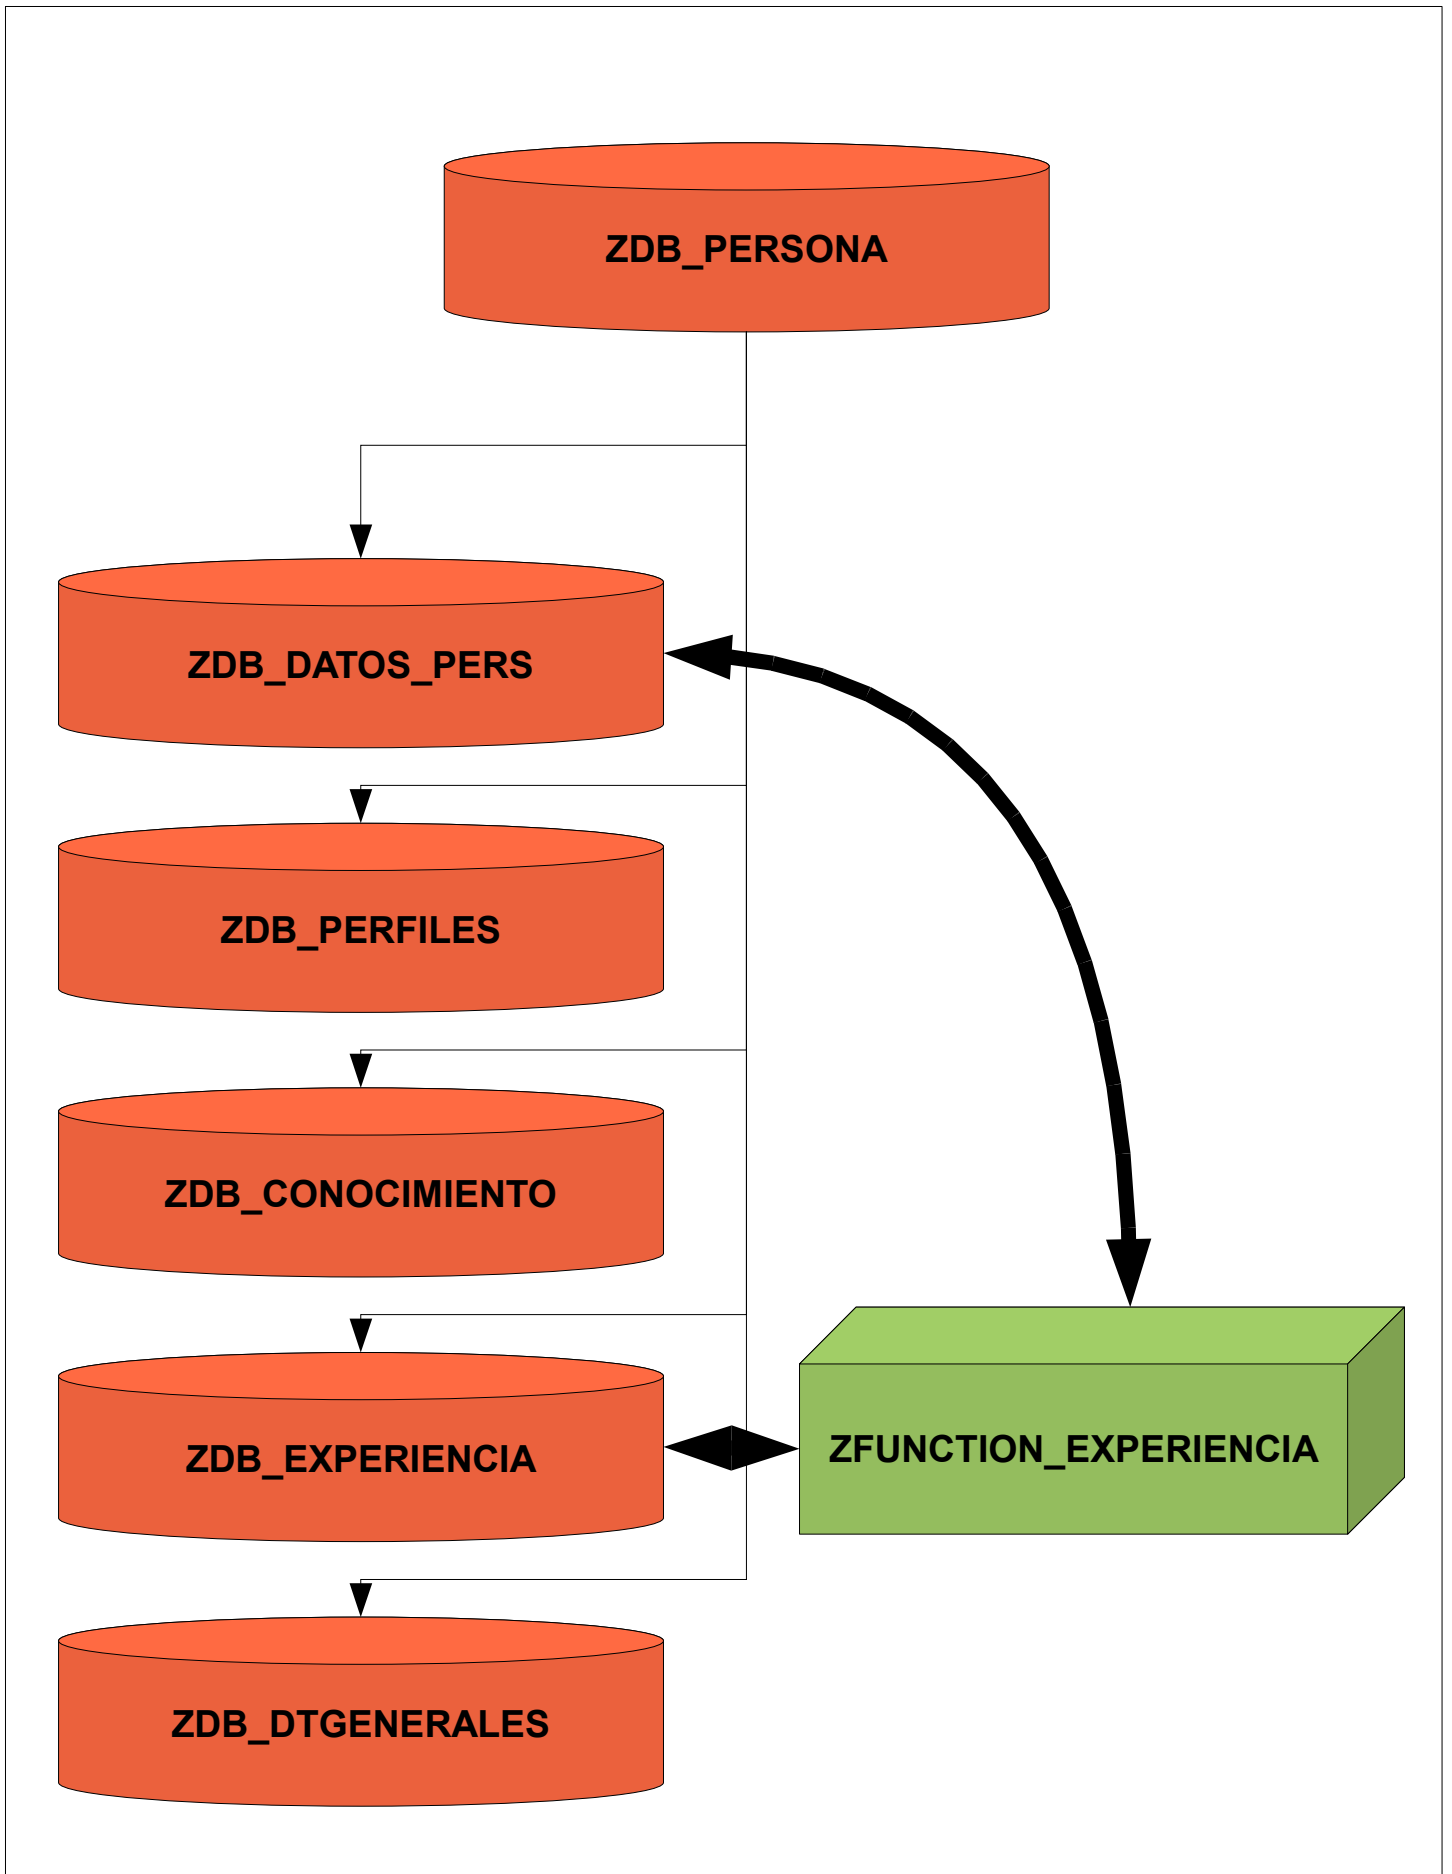 ZDB_PERSONA
ZDB_DATOS_PERS
ZDB_PERFILES
ZDB_CONOCIMIENTO
ZDB_EXPERIENCIA
ZFUNCTION_EXPERIENCIA
ZDB_DTGENERALES